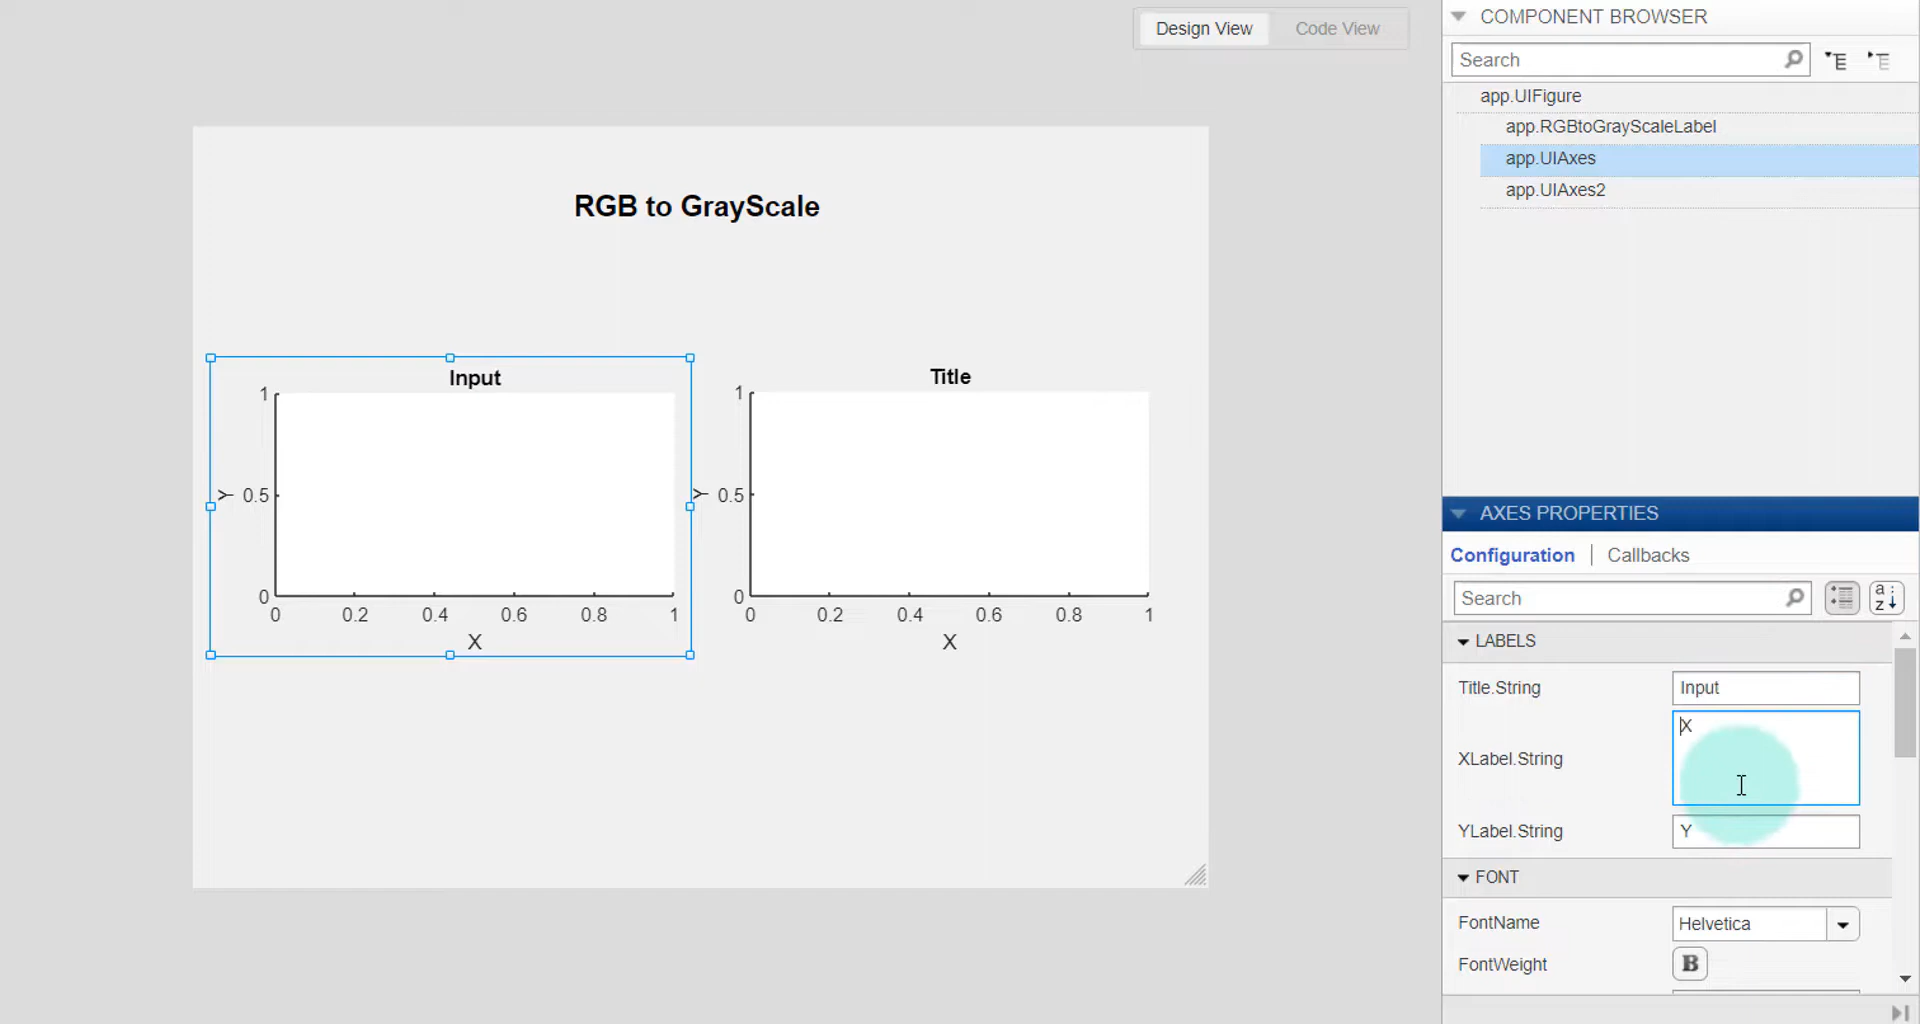 Design View
Code View
RGB to GrayScale
Input
1
0.5
0
Y
0
0.2
0.4
0.6
0.8
1
X
Title
1
0.5
0
Y
0
0.2
0.4
0.6
0.8
1
X
COMPONENT BROWSER
Search
app.UIFigure
app.RGBtoGrayScaleLabel
app.UIAxes
app.UIAxes2
AXES PROPERTIES
Configuration | Callbacks
Search
a z
LABELS
Title.String
Input
XLabel.String
X
YLabel.String
Y
FONT
FontName
Helvetica
FontWeight
B